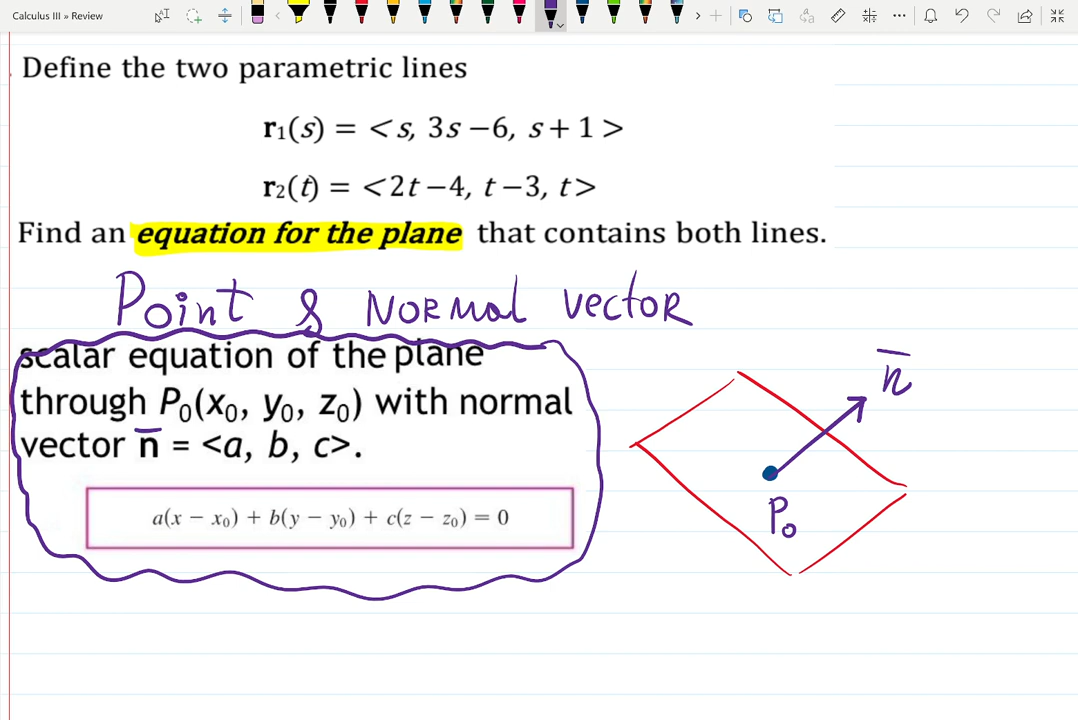 Calculus III » Review
Define the two parametric lines
r₁(s) = <s, 3s −6, s + 1 >
r₂(t) = <2t −4, t −3, t>
Find an equation for the plane that contains both lines.
Point & Normal vector
scalar equation of the plane
through P₀(x₀, y₀, z₀) with normal
vector n̅ = <a, b, c>.
a(x − x₀) + b(y − y₀) + c(z − z₀) = 0
n̅
P₀